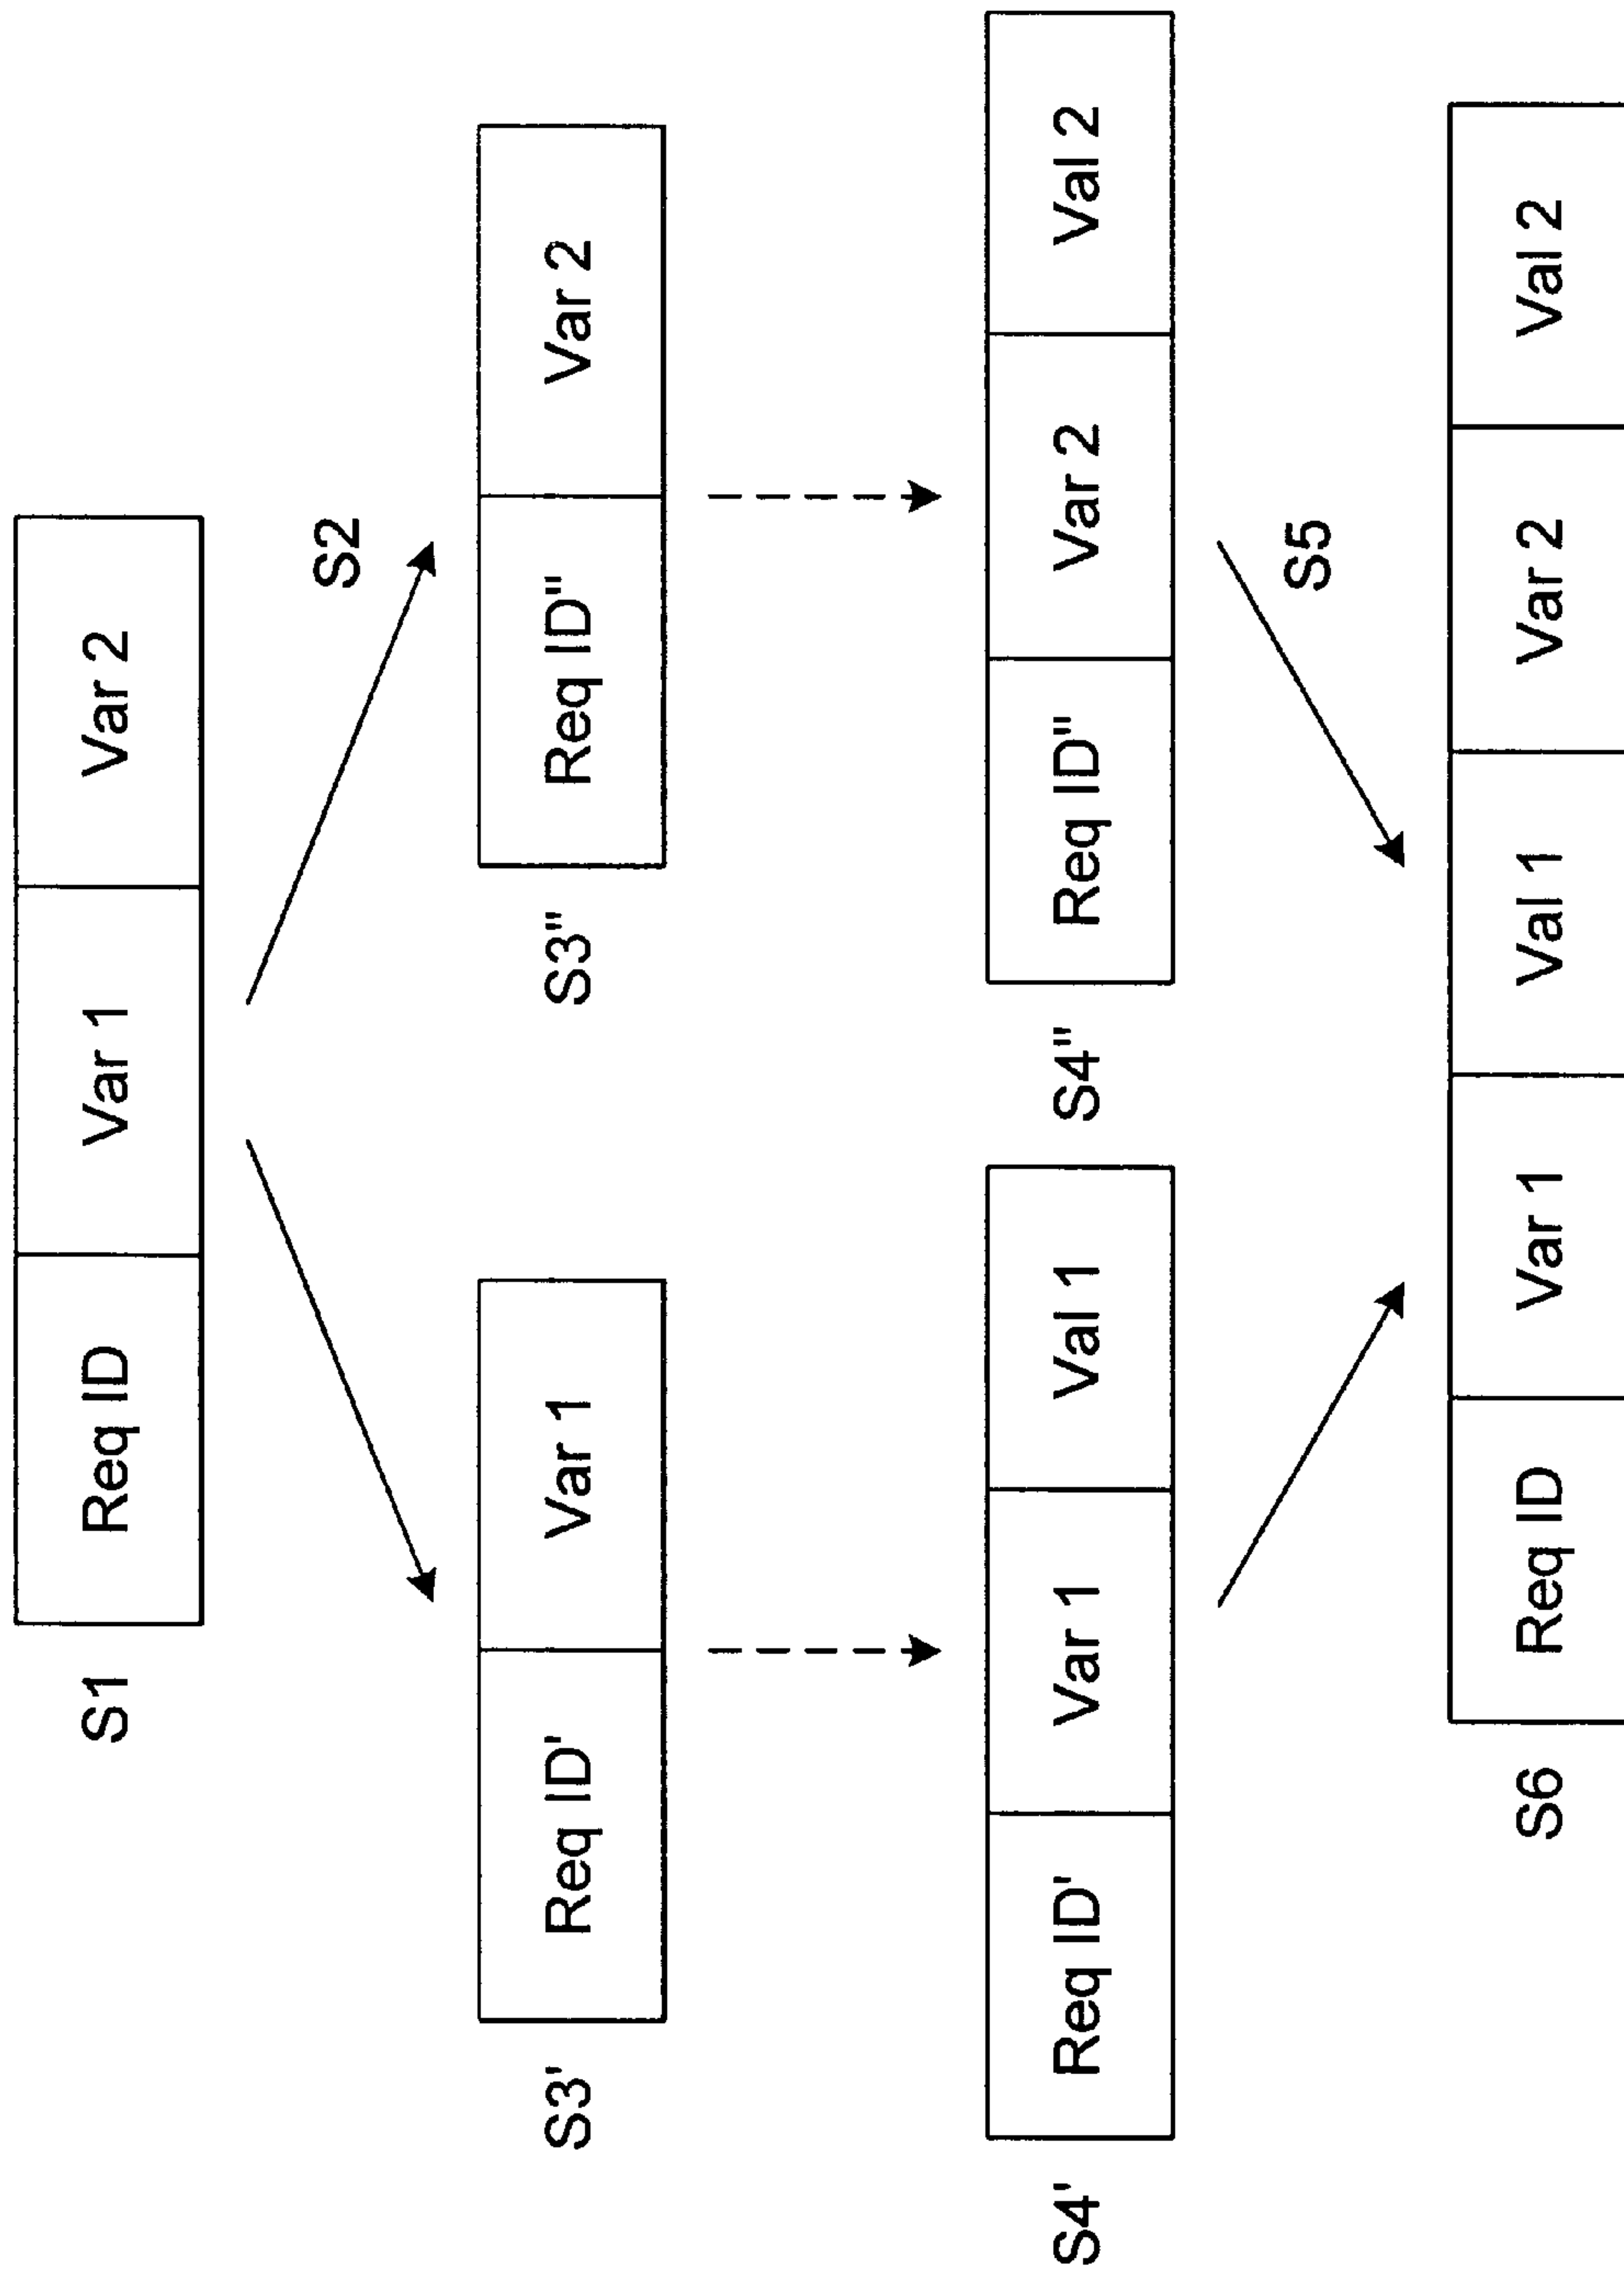 S1 Req ID Var 1 Var 2
S2
S3' Req ID' Var 1 S3" Req ID" Var 2
S4' Req ID' Var 1 Val 1 S4" Req ID" Var 2 Val 2
S5
S6 Req ID Var 1 Val 1 Var 2 Val 2